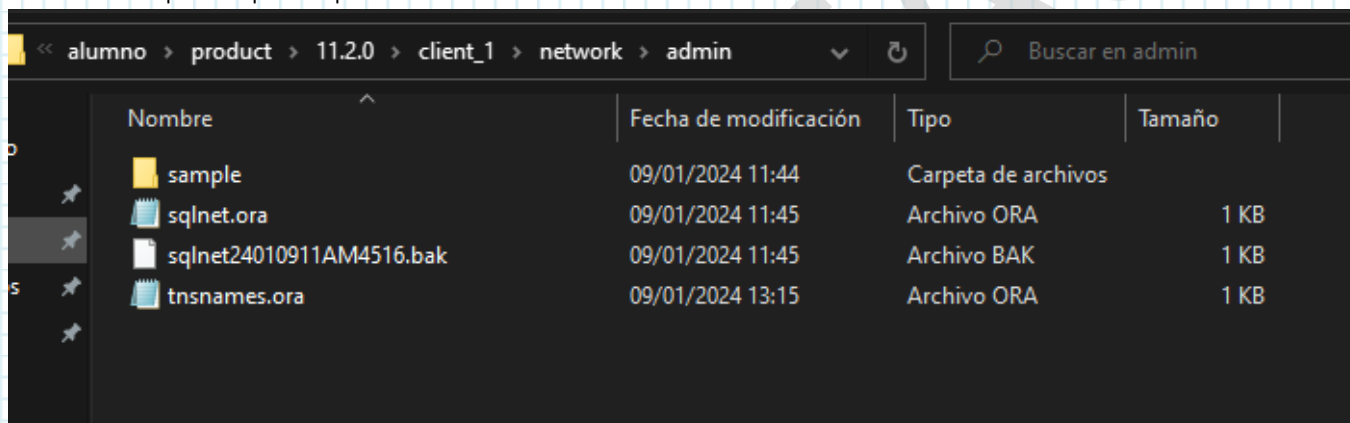 « alumno > product > 11.2.0 > client_1 > network > admin Buscar en admin
Nombre Fecha de modificación Tipo Tamaño
sample 09/01/2024 11:44 Carpeta de archivos
sqlnet.ora 09/01/2024 11:45 Archivo ORA 1 KB
sqlnet24010911AM4516.bak 09/01/2024 11:45 Archivo BAK 1 KB
tnsnames.ora 09/01/2024 13:15 Archivo ORA 1 KB